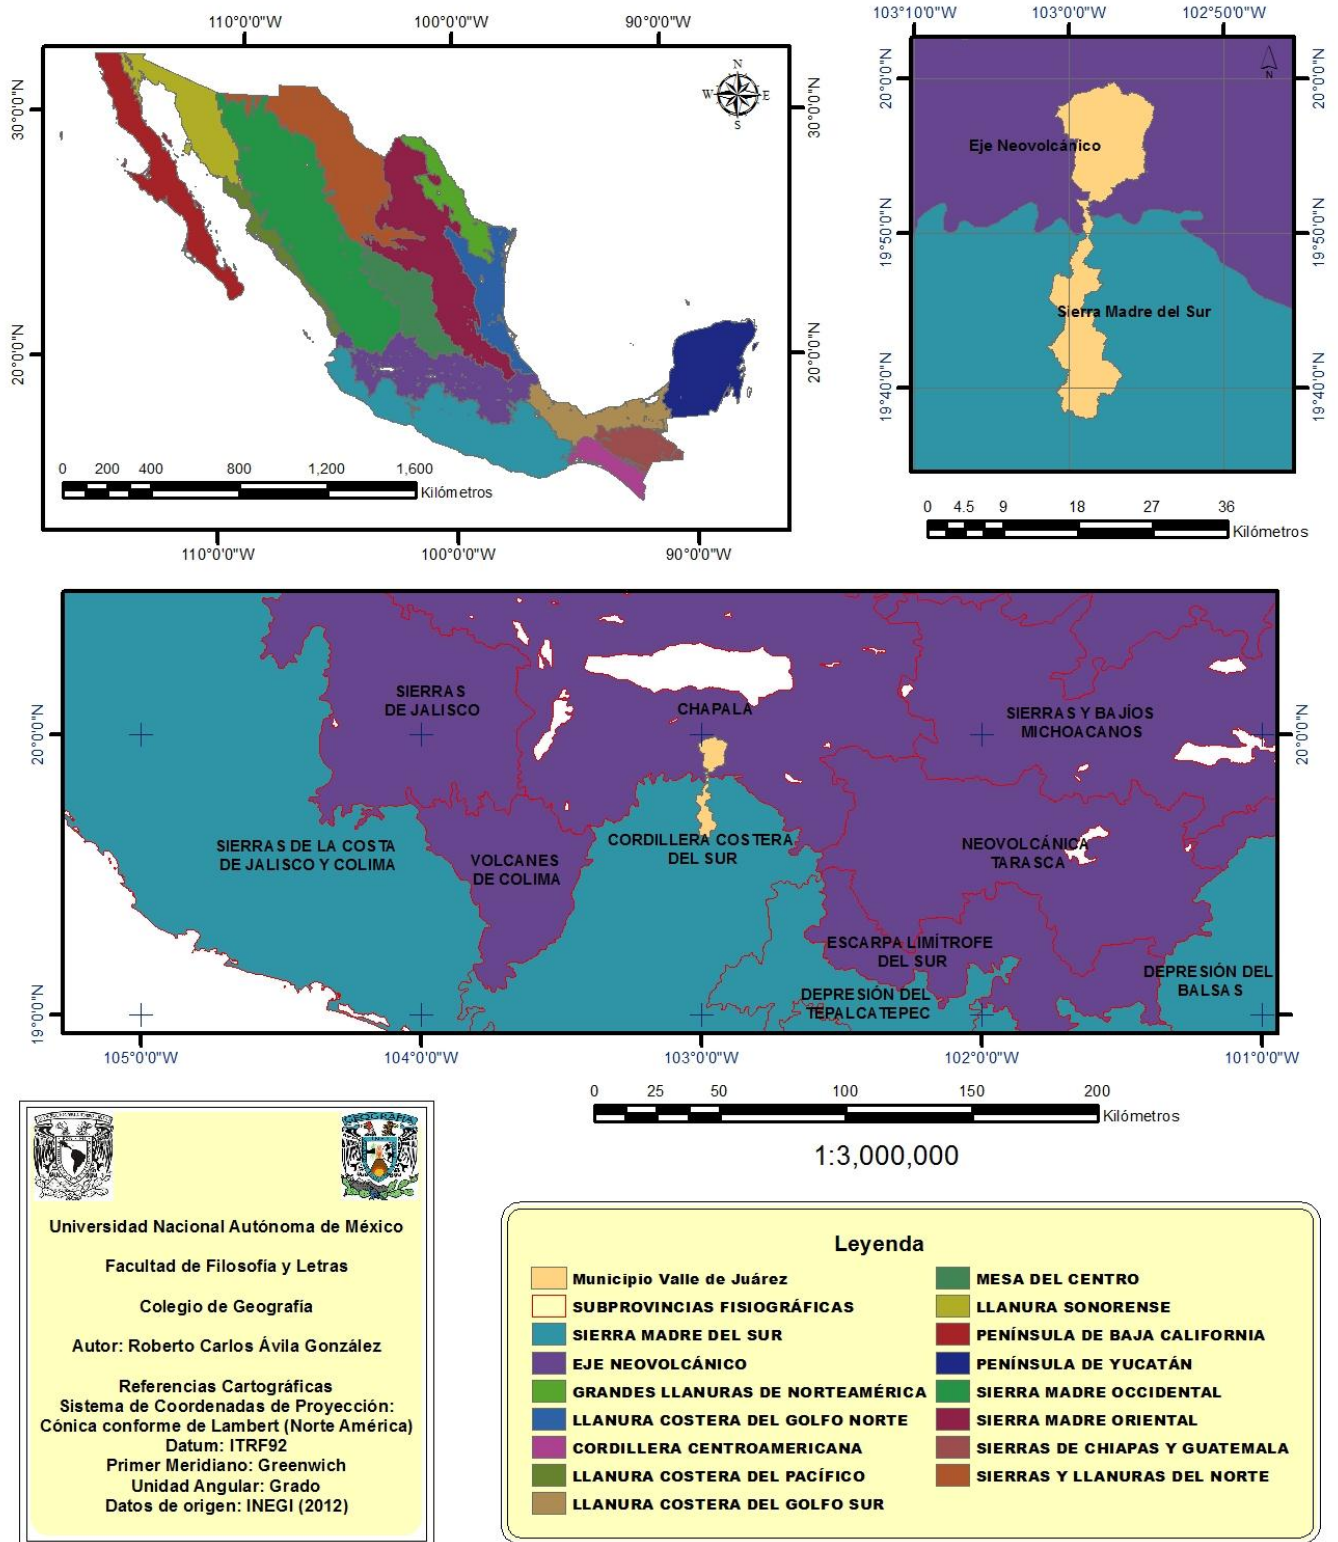 110°0'0"W 100°0'0"W 90°0'0"W
30°0'0"N
20°0'0"N
30°0'0"N
20°0'0"N
N
W E
S
0 200 400 800 1,200 1,600
Kilómetros
110°0'0"W 100°0'0"W 90°0'0"W
103°10'0"W 103°0'0"W 102°50'0"W
20°0'0"N
19°50'0"N
19°40'0"N
20°0'0"N
19°50'0"N
19°40'0"N
N
Eje Neovolcánico
Sierra Madre del Sur
0 4.5 9 18 27 36
Kilómetros
20°0'0"N
19°0'0"N
20°0'0"N
19°0'0"N
SIERRAS
DE JALISCO
CHAPALA
SIERRAS Y BAJÍOS
MICHOACANOS
SIERRAS DE LA COSTA
DE JALISCO Y COLIMA
VOLCANES
DE COLIMA
CORDILLERA COSTERA
DEL SUR
NEOVOLCÁNICA
TARASCA
ESCARPA LIMÍTROFE
DEL SUR
DEPRESIÓN DEL
TEPALCATEPEC
DEPRESIÓN DEL
BALSAS
105°0'0"W 104°0'0"W 103°0'0"W 102°0'0"W 101°0'0"W
0 25 50 100 150 200
Kilómetros
1:3,000,000
Universidad Nacional Autónoma de México
Facultad de Filosofía y Letras
Colegio de Geografía
Autor: Roberto Carlos Ávila González
Referencias Cartográficas
Sistema de Coordenadas de Proyección:
Cónica conforme de Lambert (Norte América)
Datum: ITRF92
Primer Meridiano: Greenwich
Unidad Angular: Grado
Datos de origen: INEGI (2012)
Leyenda
Municipio Valle de Juárez
SUBPROVINCIAS FISIOGRÁFICAS
SIERRA MADRE DEL SUR
EJE NEOVOLCÁNICO
GRANDES LLANURAS DE NORTEAMÉRICA
LLANURA COSTERA DEL GOLFO NORTE
CORDILLERA CENTROAMERICANA
LLANURA COSTERA DEL PACÍFICO
LLANURA COSTERA DEL GOLFO SUR
MESA DEL CENTRO
LLANURA SONORENSE
PENÍNSULA DE BAJA CALIFORNIA
PENÍNSULA DE YUCATÁN
SIERRA MADRE OCCIDENTAL
SIERRA MADRE ORIENTAL
SIERRAS DE CHIAPAS Y GUATEMALA
SIERRAS Y LLANURAS DEL NORTE